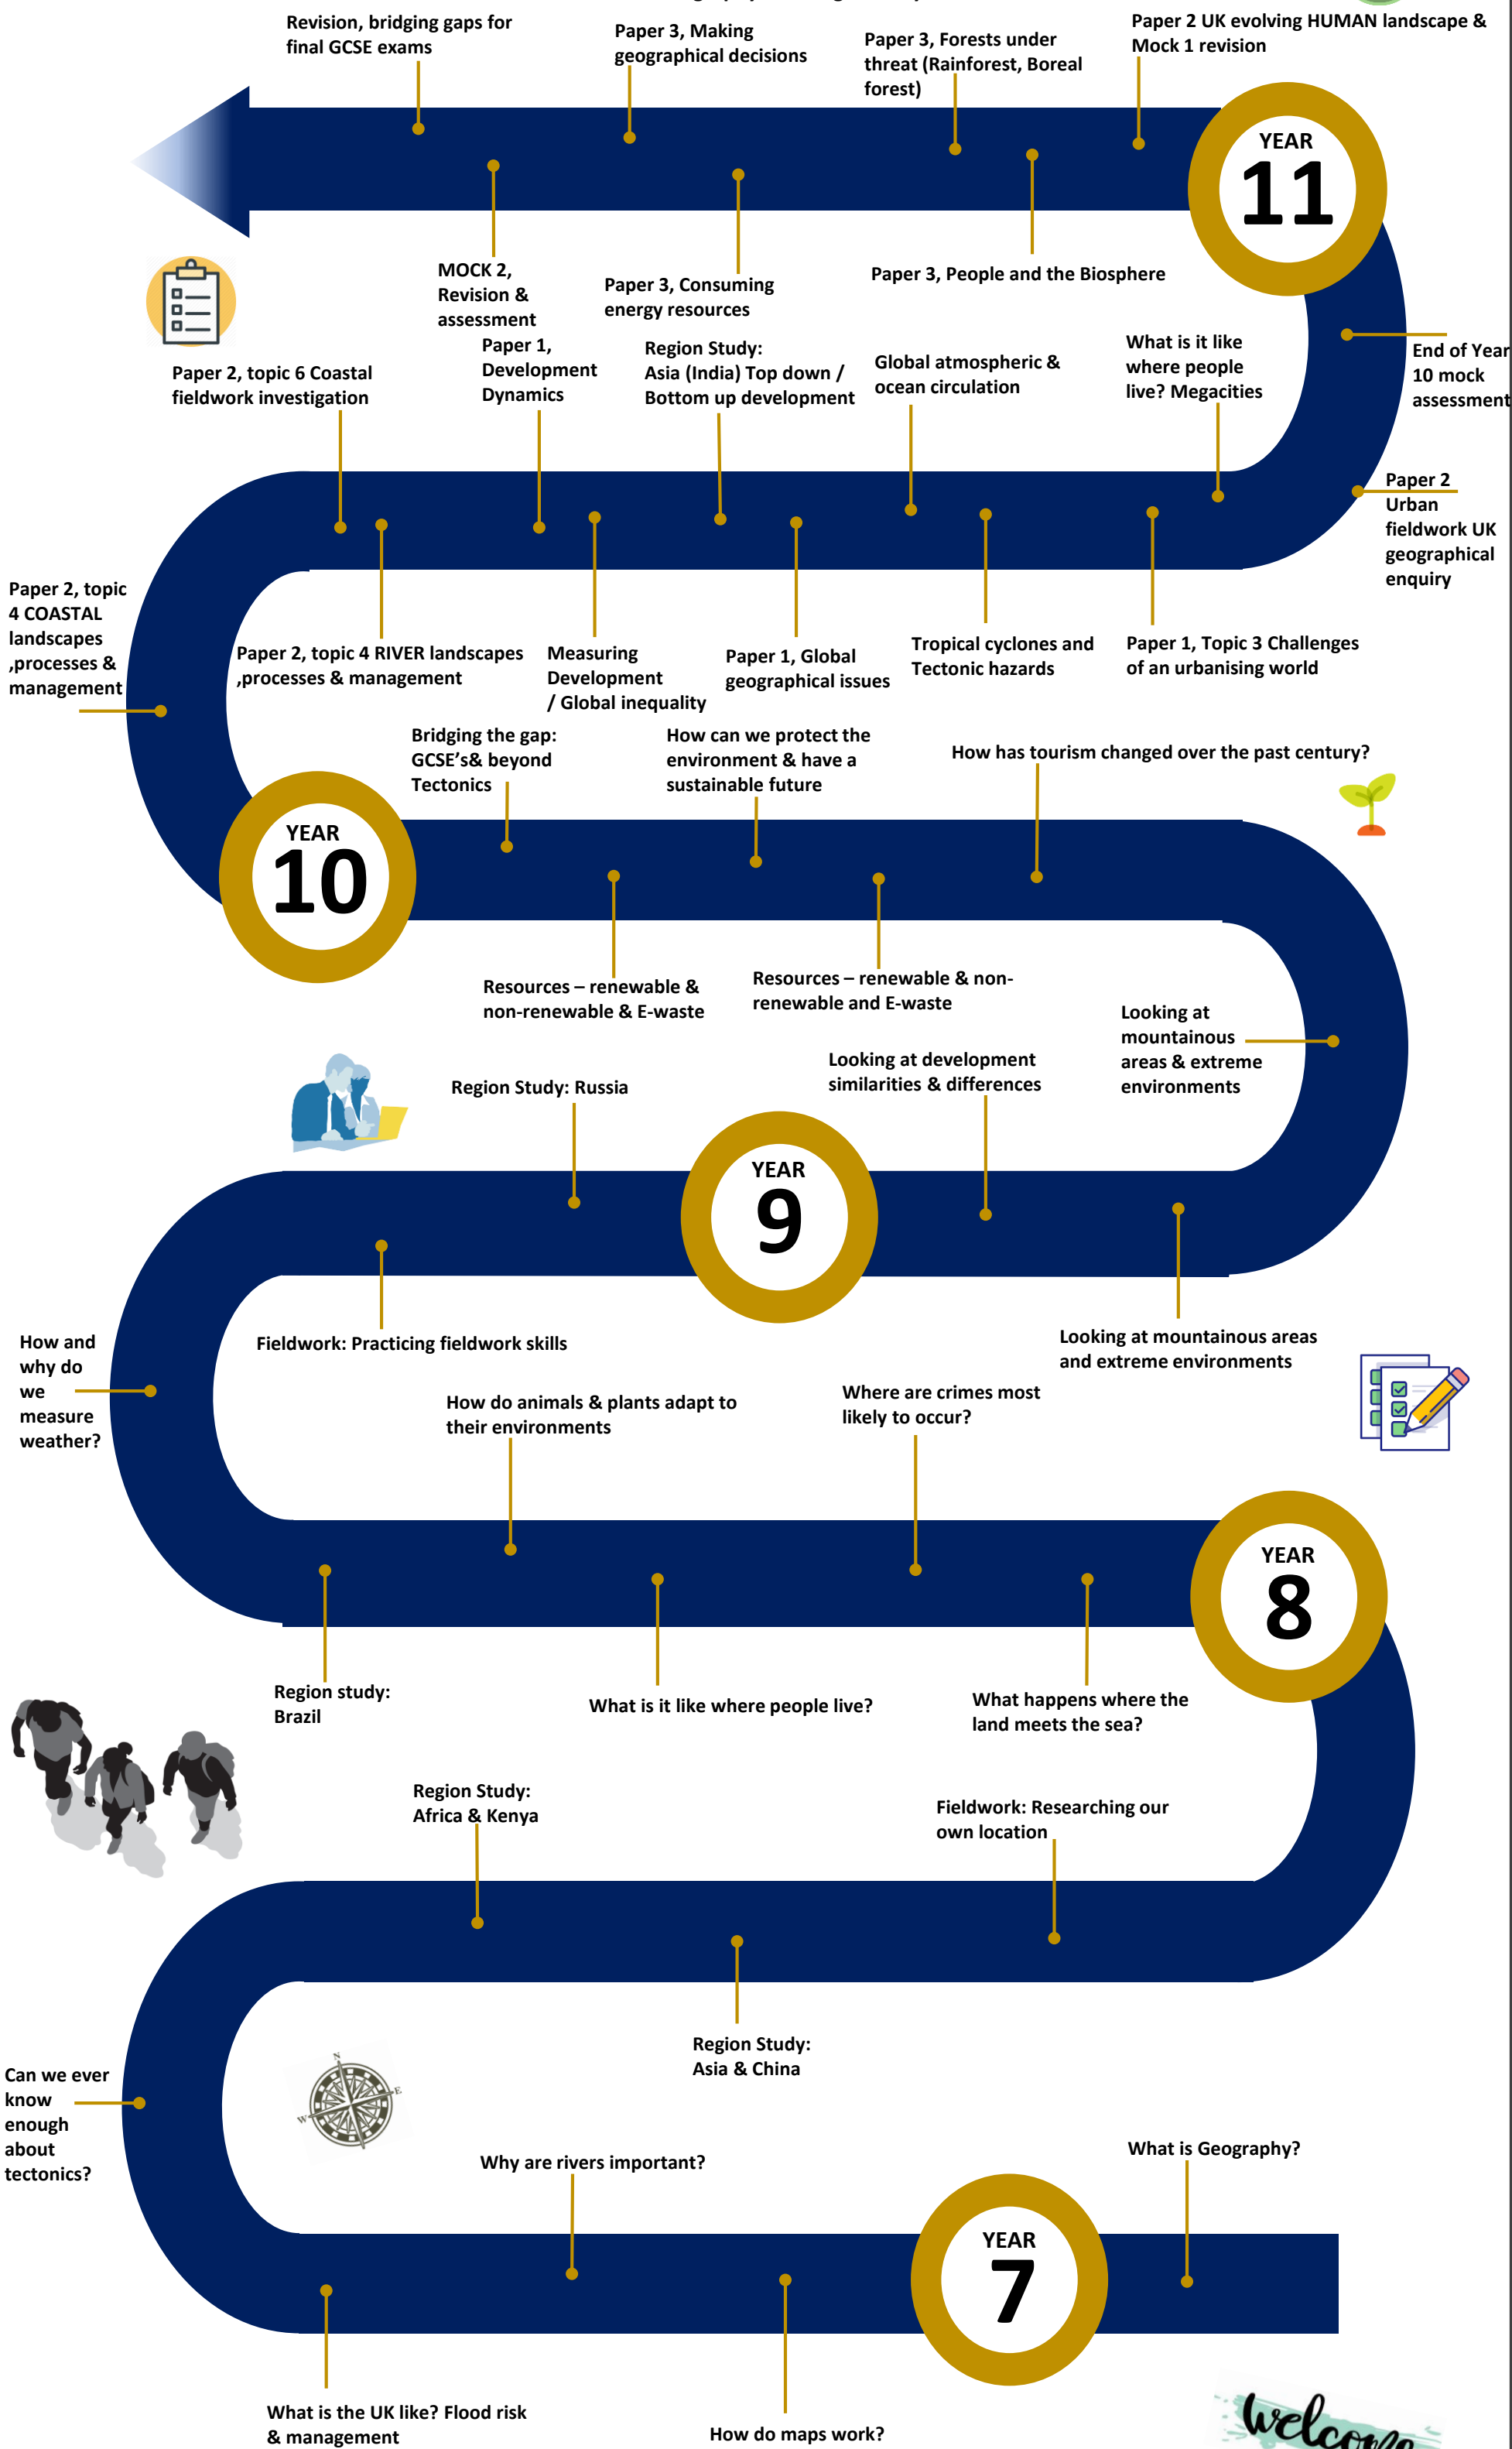 Revision, bridging gaps for
final GCSE exams
Paper 3, Making
geographical decisions
Paper 3, Forests under
threat (Rainforest, Boreal
forest)
Paper 2 UK evolving HUMAN landscape &
Mock 1 revision
YEAR
11
MOCK 2,
Revision &
assessment
Paper 3, Consuming
energy resources
Paper 3, People and the Biosphere
End of Year
10 mock
assessment
Paper 2, topic 6 Coastal
fieldwork investigation
Paper 1,
Development
Dynamics
Region Study:
Asia (India) Top down /
Bottom up development
Global atmospheric &
ocean circulation
What is it like
where people
live? Megacities
Paper 2
Urban
fieldwork UK
geographical
enquiry
Paper 2, topic
4 COASTAL
landscapes
,processes &
management
Paper 2, topic 4 RIVER landscapes
,processes & management
Measuring
Development
/ Global inequality
Paper 1, Global
geographical issues
Tropical cyclones and
Tectonic hazards
Paper 1, Topic 3 Challenges
of an urbanising world
Bridging the gap:
GCSE's& beyond
Tectonics
How can we protect the
environment & have a
sustainable future
How has tourism changed over the past century?
YEAR
10
Resources – renewable &
non-renewable & E-waste
Resources – renewable & non-
renewable and E-waste
Looking at
mountainous
areas & extreme
environments
Region Study: Russia
Looking at development
similarities & differences
YEAR
9
Fieldwork: Practicing fieldwork skills
Looking at mountainous areas
and extreme environments
How and
why do
we
measure
weather?
How do animals & plants adapt to
their environments
Where are crimes most
likely to occur?
YEAR
8
Region study:
Brazil
What is it like where people live?
What happens where the
land meets the sea?
Region Study:
Africa & Kenya
Fieldwork: Researching our
own location
Region Study:
Asia & China
Can we ever
know
enough
about
tectonics?
N
E
W
Why are rivers important?
What is Geography?
YEAR
7
What is the UK like? Flood risk
& management
How do maps work?
welcome